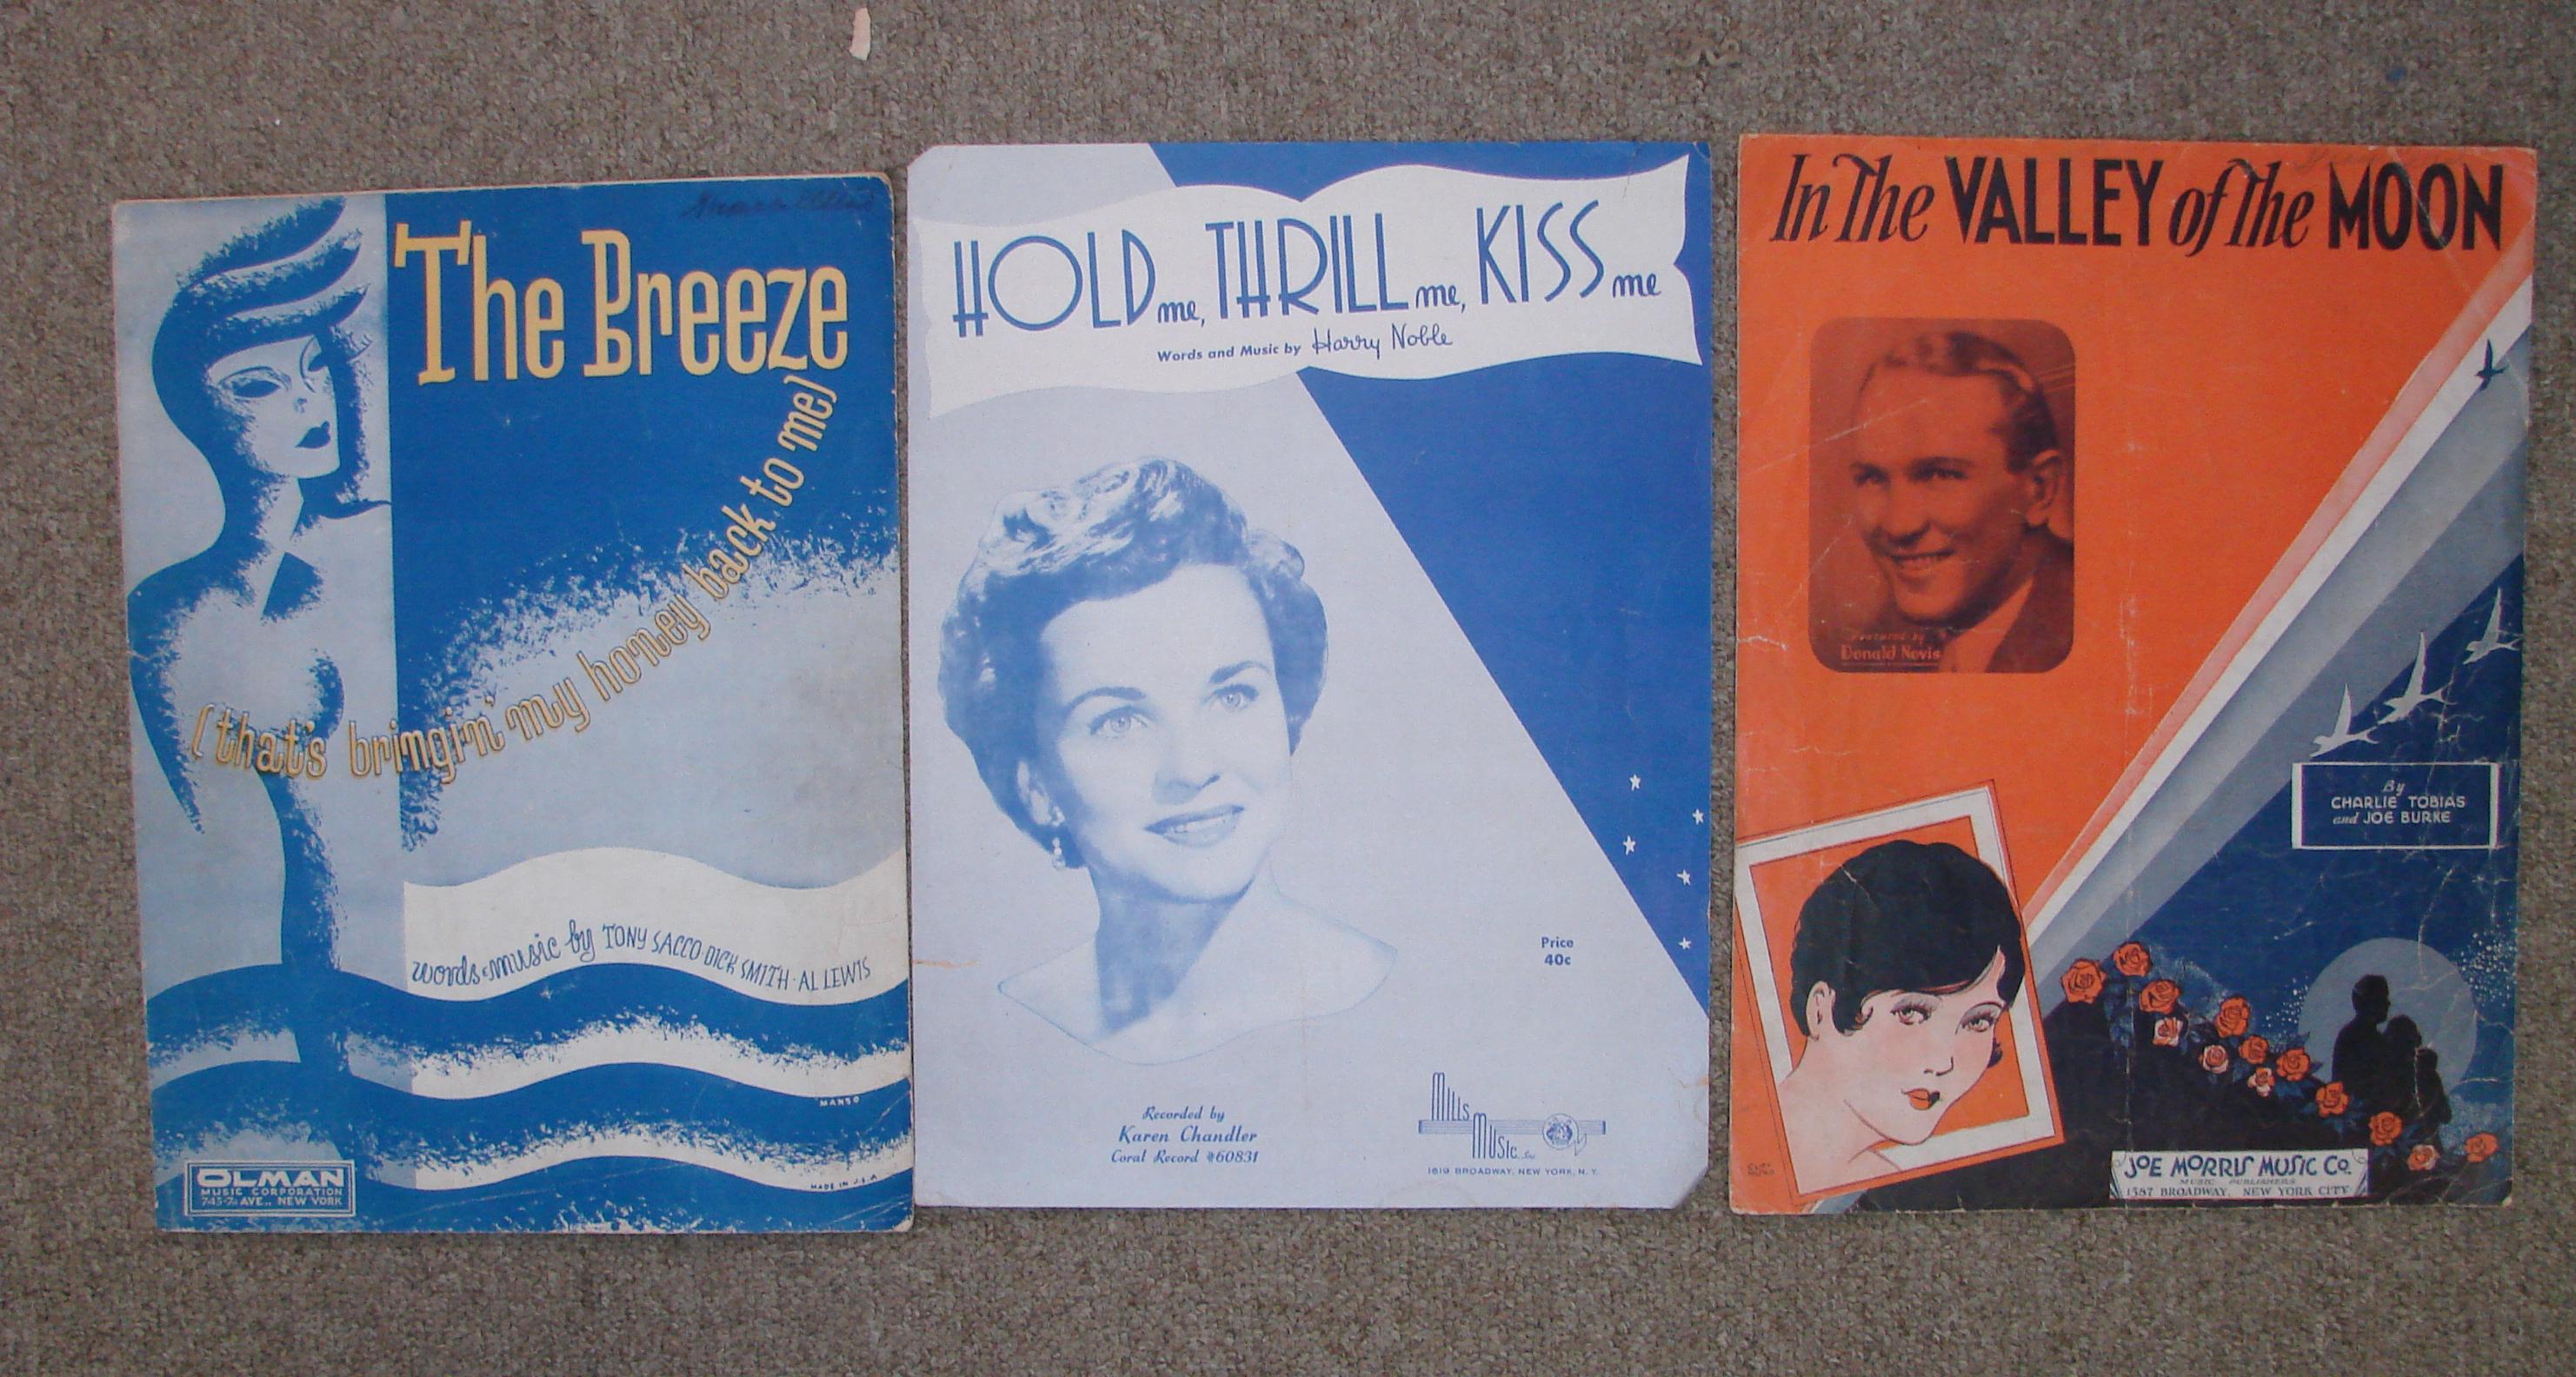 The Breeze
(that's bringin' my honey back to me)
words & music by TONY SACCO DICK SMITH - AL LEWIS
MANSO
MADE IN U.S.A.
OLMAN
MUSIC CORPORATION
745-7th AVE., NEW YORK
HOLD me, THRILL me, KISS me
Words and Music by Harry Noble
Price
40c
Recorded by
Karen Chandler
Coral Record #60831
MILLS
MUSIC, Inc
1619 BROADWAY, NEW YORK, N.Y.
In The VALLEY of The MOON
Featured by
Donald Novis
By
CHARLIE TOBIAS
and JOE BURKE
JOE MORRIS MUSIC CO.
MUSIC PUBLISHERS
1587 BROADWAY, NEW YORK CITY